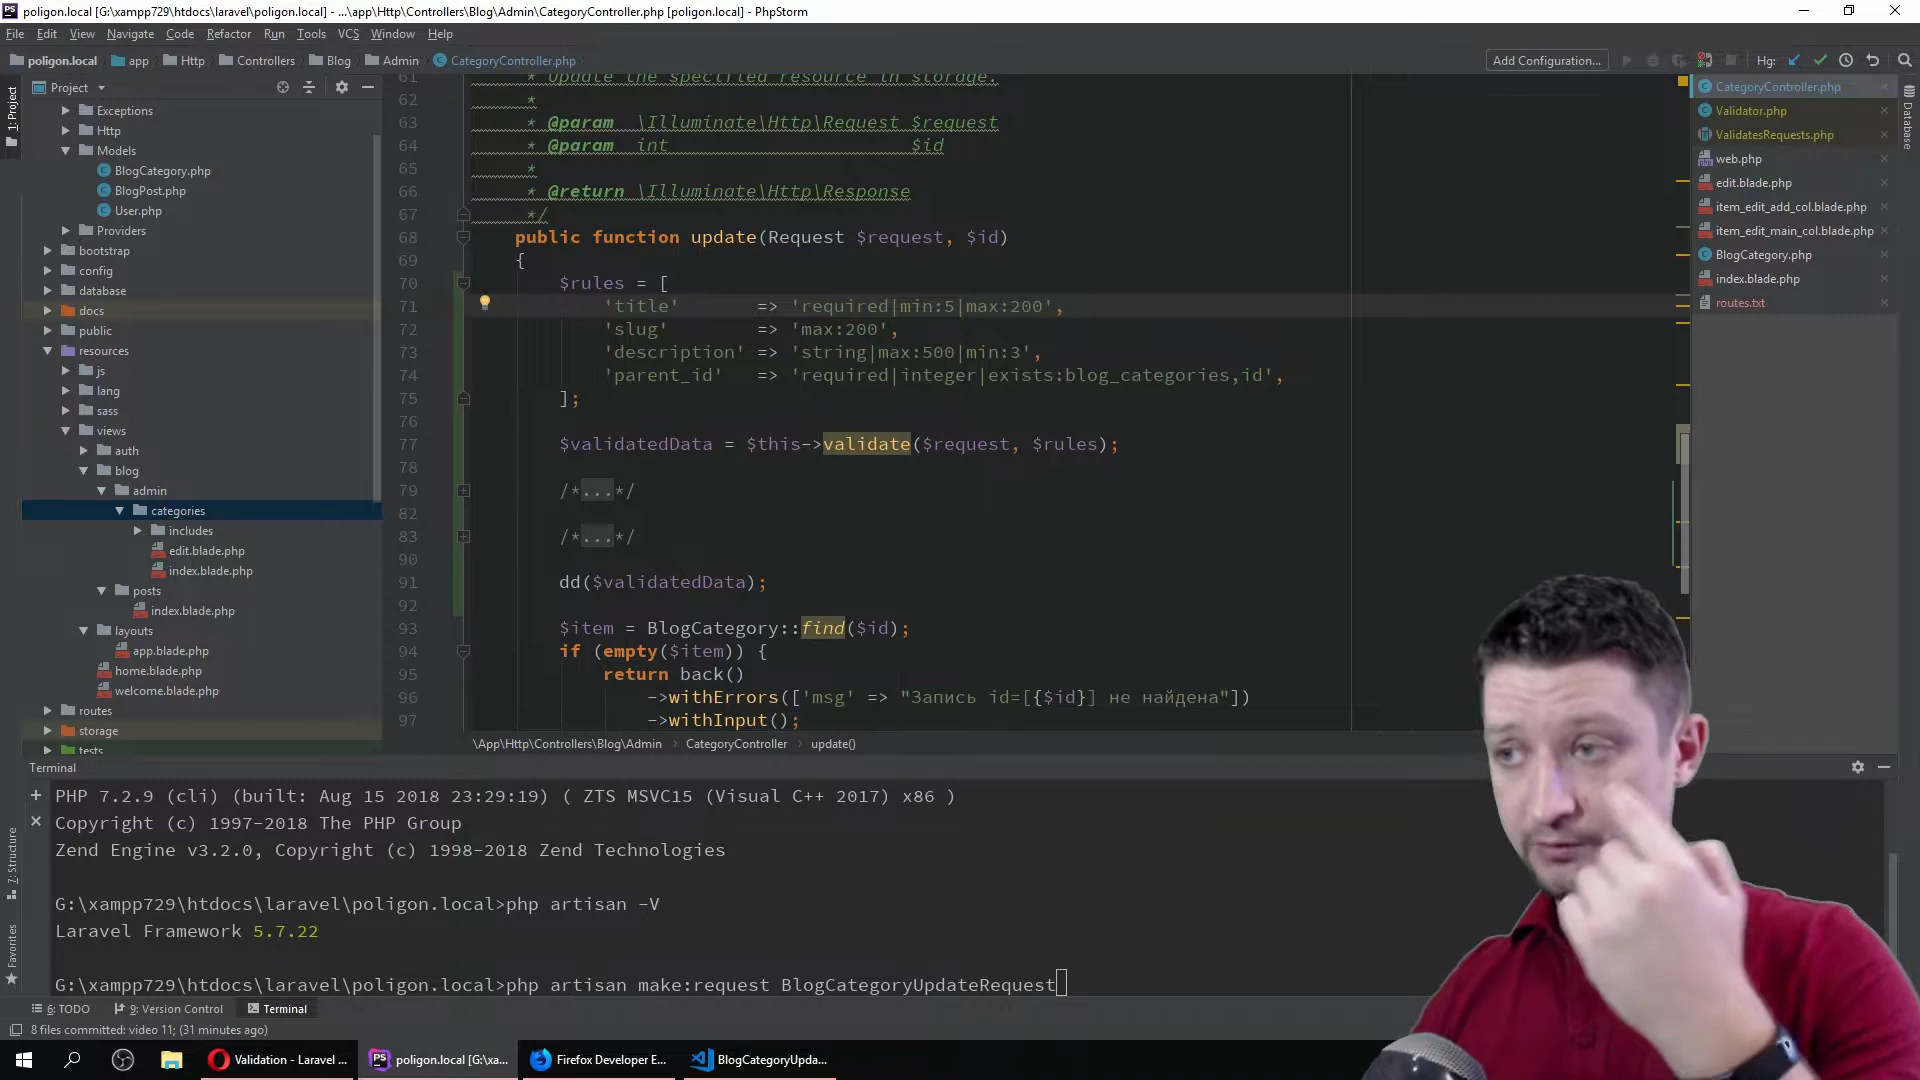 poligon.local [G:\xampp729\htdocs\laravel\poligon.local] - ...\app\Http\Controllers\Blog\Admin\CategoryController.php [poligon.local] - PhpStorm
File Edit View Navigate Code Refactor Run Tools VCS Window Help
poligon.local app Http Controllers Blog Admin CategoryController.php
Add Configuration... Hg:
1: Project
Project
Exceptions
Http
Models
BlogCategory.php
BlogPost.php
User.php
Providers
bootstrap
config
database
docs
public
resources
js
lang
sass
views
auth
blog
admin
categories
includes
edit.blade.php
index.blade.php
posts
index.blade.php
layouts
app.blade.php
home.blade.php
welcome.blade.php
routes
storage
tests
61 * Update the specified resource in storage.
62 *
63 * @param \Illuminate\Http\Request $request
64 * @param int $id
65 *
66 * @return \Illuminate\Http\Response
67 */
68 public function update(Request $request, $id)
69 {
70 $rules = [
71 'title' => 'required|min:5|max:200',
72 'slug' => 'max:200',
73 'description' => 'string|max:500|min:3',
74 'parent_id' => 'required|integer|exists:blog_categories,id',
75 ];
76
77 $validatedData = $this->validate($request, $rules);
78
79 /*...*/
82
83 /*...*/
90
91 dd($validatedData);
92
93 $item = BlogCategory::find($id);
94 if (empty($item)) {
95 return back()
96 ->withErrors(['msg' => "Запись id=[{$id}] не найдена"])
97 ->withInput();
\App\Http\Controllers\Blog\Admin CategoryController update()
CategoryController.php
Validator.php
ValidatesRequests.php
web.php
edit.blade.php
item_edit_add_col.blade.php
item_edit_main_col.blade.php
BlogCategory.php
index.blade.php
routes.txt
Database
Terminal
PHP 7.2.9 (cli) (built: Aug 15 2018 23:29:19) ( ZTS MSVC15 (Visual C++ 2017) x86 )
Copyright (c) 1997-2018 The PHP Group
Zend Engine v3.2.0, Copyright (c) 1998-2018 Zend Technologies
G:\xampp729\htdocs\laravel\poligon.local>php artisan -V
Laravel Framework 5.7.22
G:\xampp729\htdocs\laravel\poligon.local>php artisan make:request BlogCategoryUpdateRequest
7: Structure
Favorites
6: TODO 9: Version Control Terminal
8 files committed: video 11; (31 minutes ago)
Validation - Laravel ... poligon.local [G:\xa... Firefox Developer E... BlogCategoryUpda...